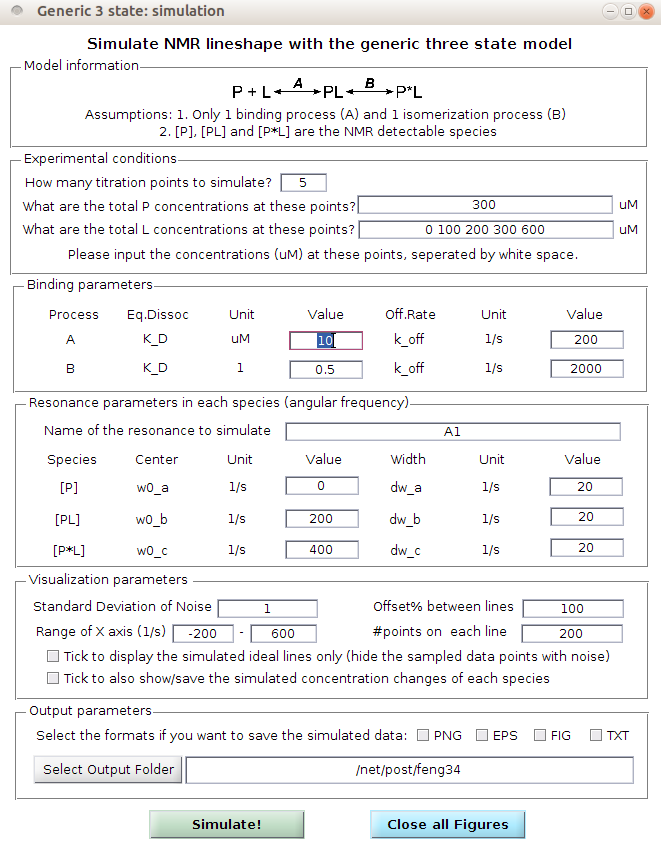 Generic 3 state: simulation
Simulate NMR lineshape with the generic three state model
Model information
P + L A PL B P*L
Assumptions: 1. Only 1 binding process (A) and 1 isomerization process (B)
2. [P], [PL] and [P*L] are the NMR detectable species
Experimental conditions
How many titration points to simulate? 5
What are the total P concentrations at these points? 300 uM
What are the total L concentrations at these points? 0 100 200 300 600 uM
Please input the concentrations (uM) at these points, seperated by white space.
Binding parameters
Process Eq.Dissoc Unit Value Off.Rate Unit Value
A K_D uM 10 k_off 1/s 200
B K_D 1 0.5 k_off 1/s 2000
Resonance parameters in each species (angular frequency)
Name of the resonance to simulate A1
Species Center Unit Value Width Unit Value
[P] w0_a 1/s 0 dw_a 1/s 20
[PL] w0_b 1/s 200 dw_b 1/s 20
[P*L] w0_c 1/s 400 dw_c 1/s 20
Visualization parameters
Standard Deviation of Noise 1 Offset% between lines 100
Range of X axis (1/s) -200 - 600 #points on each line 200
Tick to display the simulated ideal lines only (hide the sampled data points with noise)
Tick to also show/save the simulated concentration changes of each species
Output parameters
Select the formats if you want to save the simulated data: PNG EPS FIG TXT
Select Output Folder /net/post/feng34
Simulate! Close all Figures